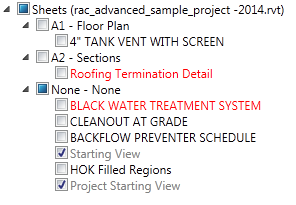 Sheets (rac_advanced_sample_project -2014.rvt)
A1 - Floor Plan
4" TANK VENT WITH SCREEN
A2 - Sections
Roofing Termination Detail
None - None
BLACK WATER TREATMENT SYSTEM
CLEANOUT AT GRADE
BACKFLOW PREVENTER SCHEDULE
Starting View
HOK Filled Regions
Project Starting View